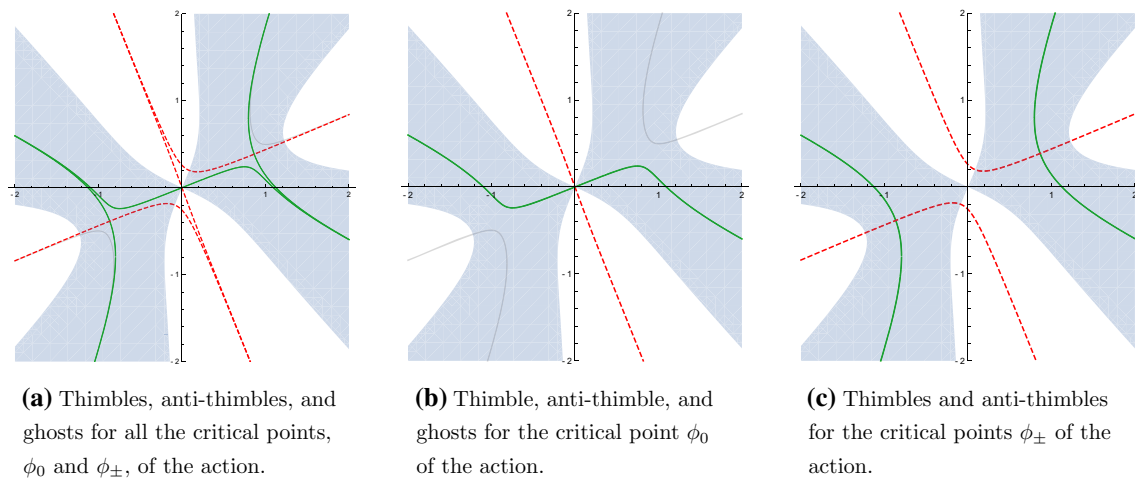 2
1
-2
-1
1
2
-1
-2
2
1
-2
-1
1
2
-1
-2
2
1
-2
-1
1
2
-1
-2
(a) Thimbles, anti-thimbles, and
ghosts for all the critical points,
ϕ₀ and ϕ±, of the action.
(b) Thimble, anti-thimble, and
ghosts for the critical point ϕ₀
of the action.
(c) Thimbles and anti-thimbles
for the critical points ϕ± of the
action.